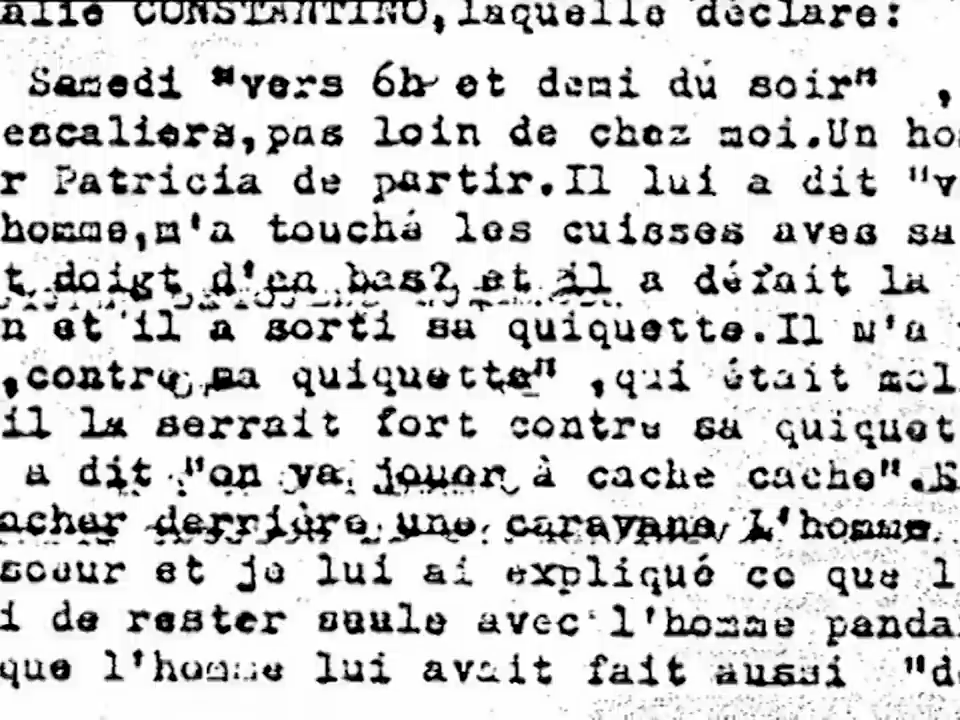 alie CONSTANTINO,laquelle déclare:
Samedi "vers 6h et demi du soir" ,
escaliers,pas loin de chez moi.Un ho
r Patricia de partir.Il lui a dit "v
homme,m'a touché les cuisses aves sa
t doigt d'en bas? et il a défait la
n et il a sorti sa quiquette.Il m'a
,contre sa quiquette" ,qui était mol
il la serrait fort contre sa quiquet
a dit "on va jouer à cache cache".E
acher derrière une caravane L'homme
soeur et je lui ai expliqué ce que l
i de rester seule avec l'homme panda
que l'homme lui avait fait aussi "d